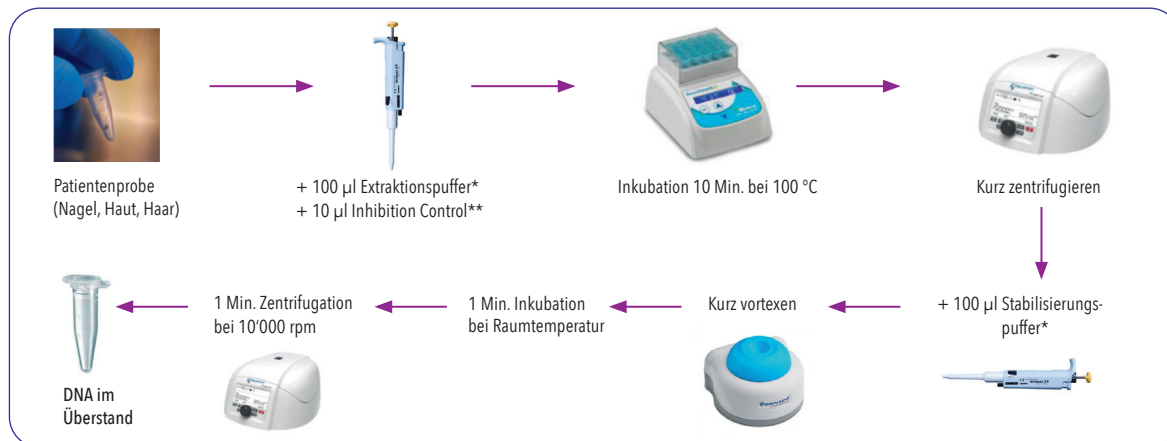 Patientenprobe
(Nagel, Haut, Haar)
+ 100 µl Extraktionspuffer*
+ 10 µl Inhibition Control**
Inkubation 10 Min. bei 100 °C
Kurz zentrifugieren
+ 100 µl Stabilisierungs-
puffer*
Kurz vortexen
1 Min. Inkubation
bei Raumtemperatur
1 Min. Zentrifugation
bei 10’000 rpm
DNA im
Überstand